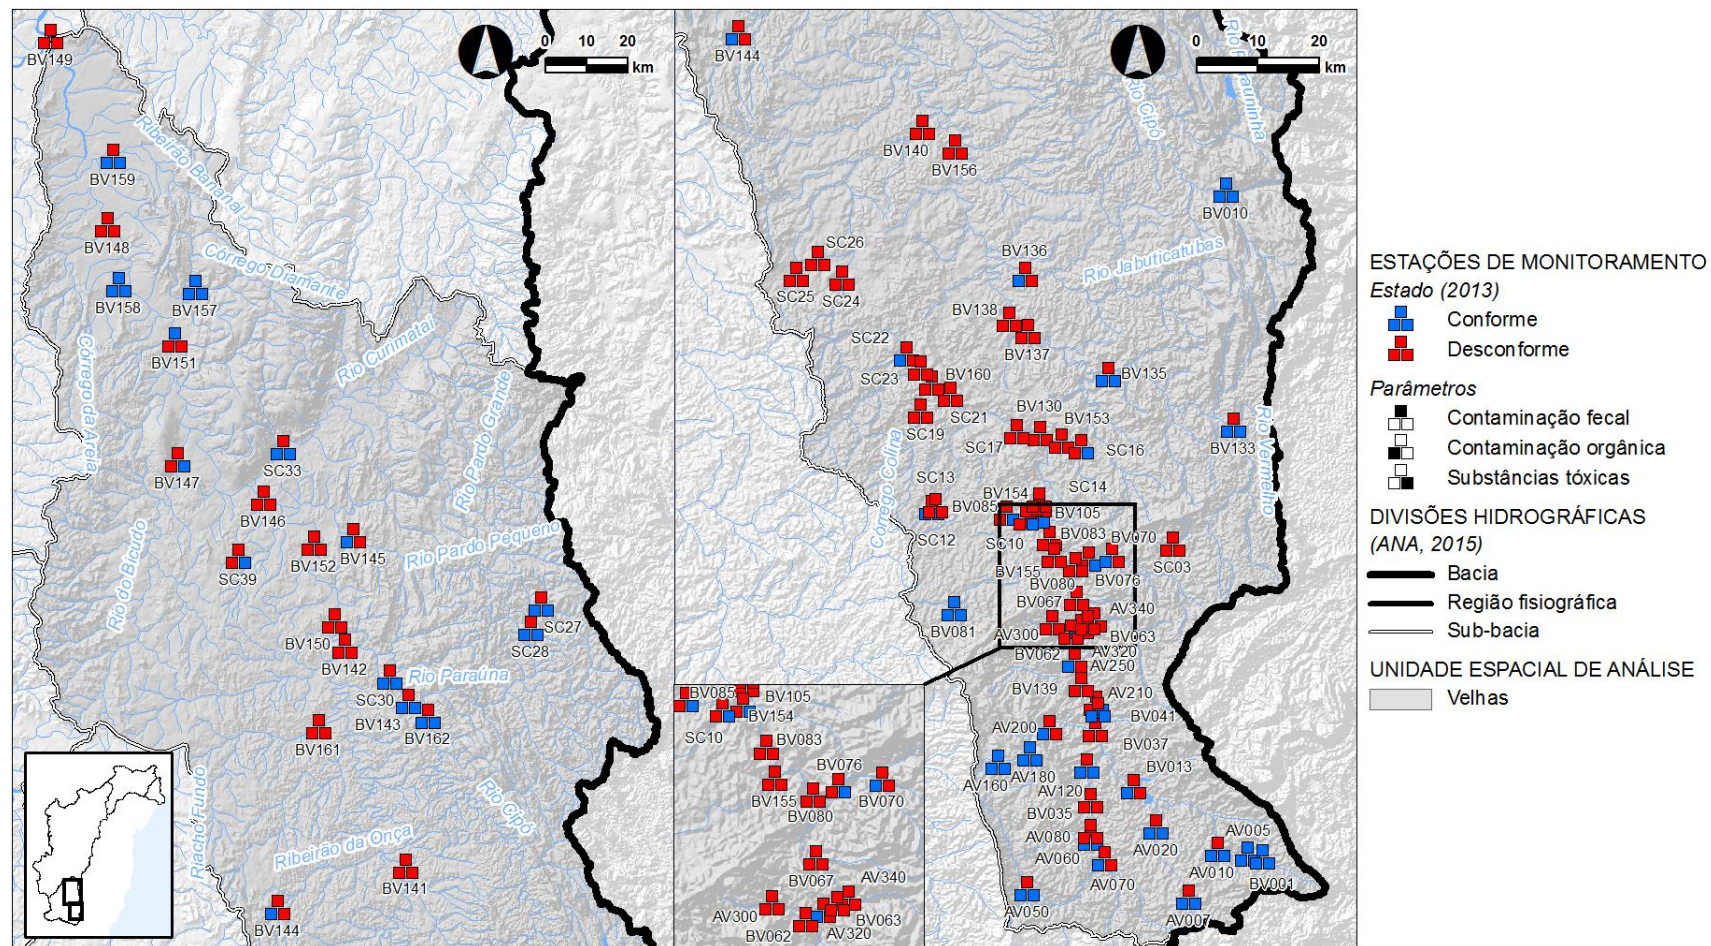 0 10 20
km
BV149
Ribeirão Bananal
BV159
BV148
Córrego Diamante
BV158
BV157
BV151
Córrego da Areia
Rio Curimataí
Rio Pardo Grande
BV147
SC33
BV146
BV145
BV152
SC39
Rio Pardo Pequeno
Rio do Bicudo
SC27
SC28
BV150
BV142
Rio Paraúna
SC30
BV143
BV162
BV161
Riacho Fundo
Rio Cipó
Ribeirão da Onça
BV141
BV144
0 10 20
km
BV144
Rio Cipó
BV140
BV156
BV010
SC26
BV136
Rio Jabuticatubas
SC25
SC24
BV138
BV137
SC22
BV135
SC23
BV160
SC21
BV130
BV153
SC19
SC17
SC16
BV133
Rio Vermelho
Córrego Colina
SC13
SC14
BV154
BV085
BV105
SC12
SC10
BV083
BV070
SC03
BV155
BV080
BV076
BV067
AV340
BV081
AV300
BV063
BV062
AV320
AV250
BV139
AV210
AV200
BV041
BV037
AV160
AV180
BV013
AV120
BV035
AV080
AV005
AV020
AV060
AV010
BV001
AV070
AV050
AV007
BV085
BV105
BV154
SC10
BV083
BV076
BV155
BV070
BV080
BV067
AV340
AV300
BV063
BV062
AV320
ESTAÇÕES DE MONITORAMENTO
Estado (2013)
Conforme
Desconforme
Parâmetros
Contaminação fecal
Contaminação orgânica
Substâncias tóxicas
DIVISÕES HIDROGRÁFICAS
(ANA, 2015)
Bacia
Região fisiográfica
Sub-bacia
UNIDADE ESPACIAL DE ANÁLISE
Velhas